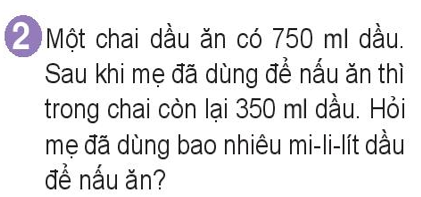 2 Một chai dầu ăn có 750 ml dầu.
Sau khi mẹ đã dùng để nấu ăn thì
trong chai còn lại 350 ml dầu. Hỏi
mẹ đã dùng bao nhiêu mi-li-lít dầu
để nấu ăn?